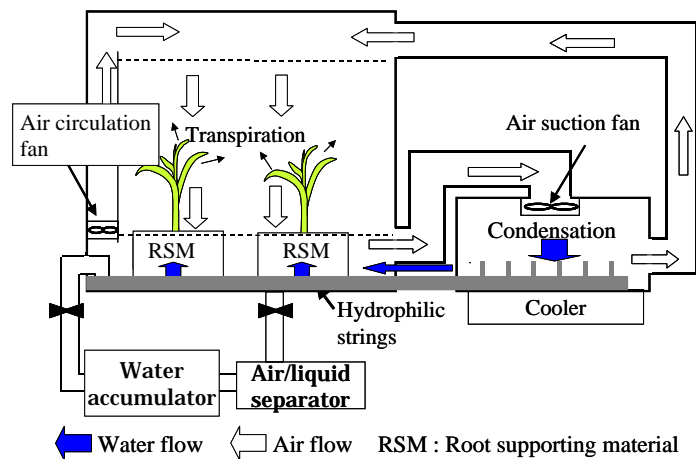 Air circulation
fan
Transpiration
Air suction fan
Condensation
RSM
RSM
Hydrophilic
strings
Cooler
Water
accumulator
Air/liquid
separator
Water flow
Air flow
RSM : Root supporting material